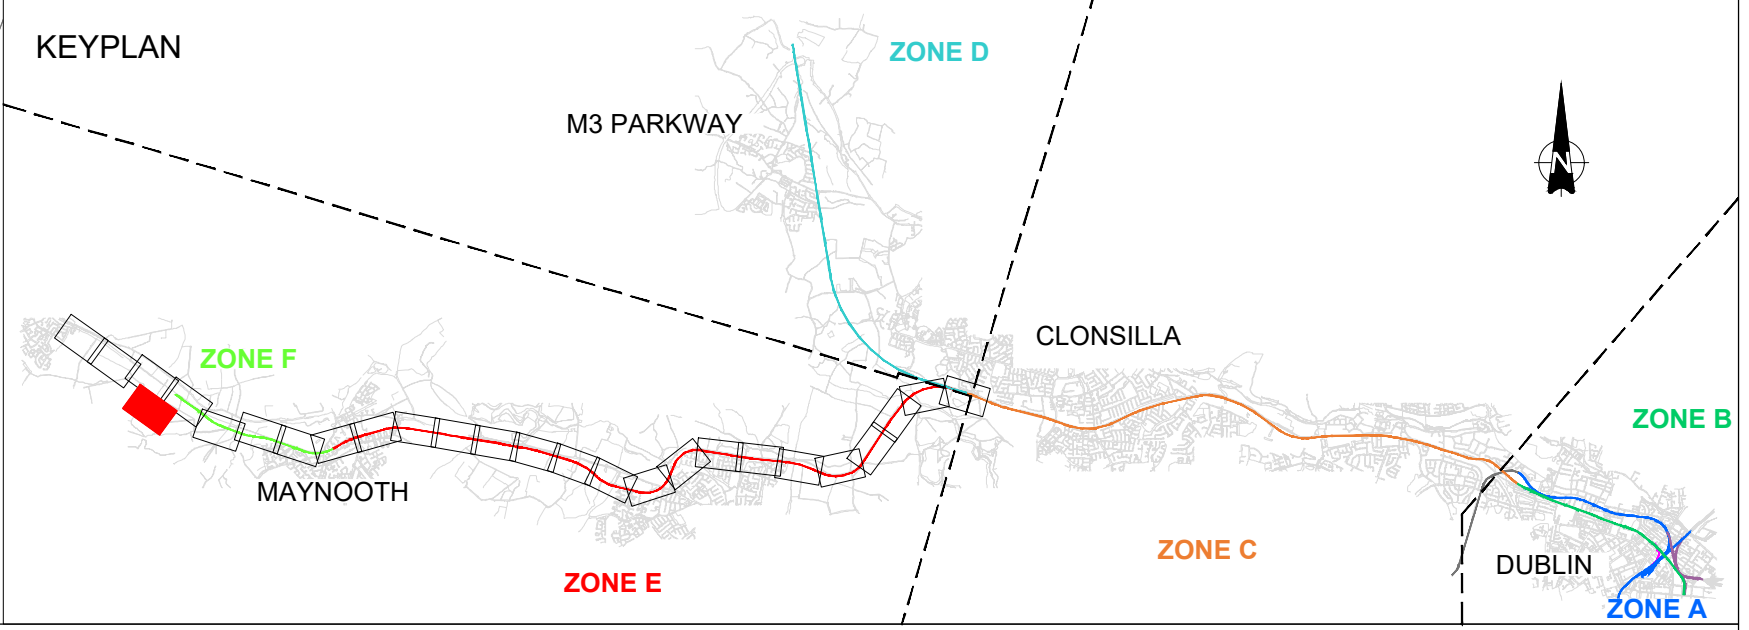 KEYPLAN
ZONE D
M3 PARKWAY
N
CLONSILLA
ZONE F
ZONE B
MAYNOOTH
ZONE C
DUBLIN
ZONE E
ZONE A